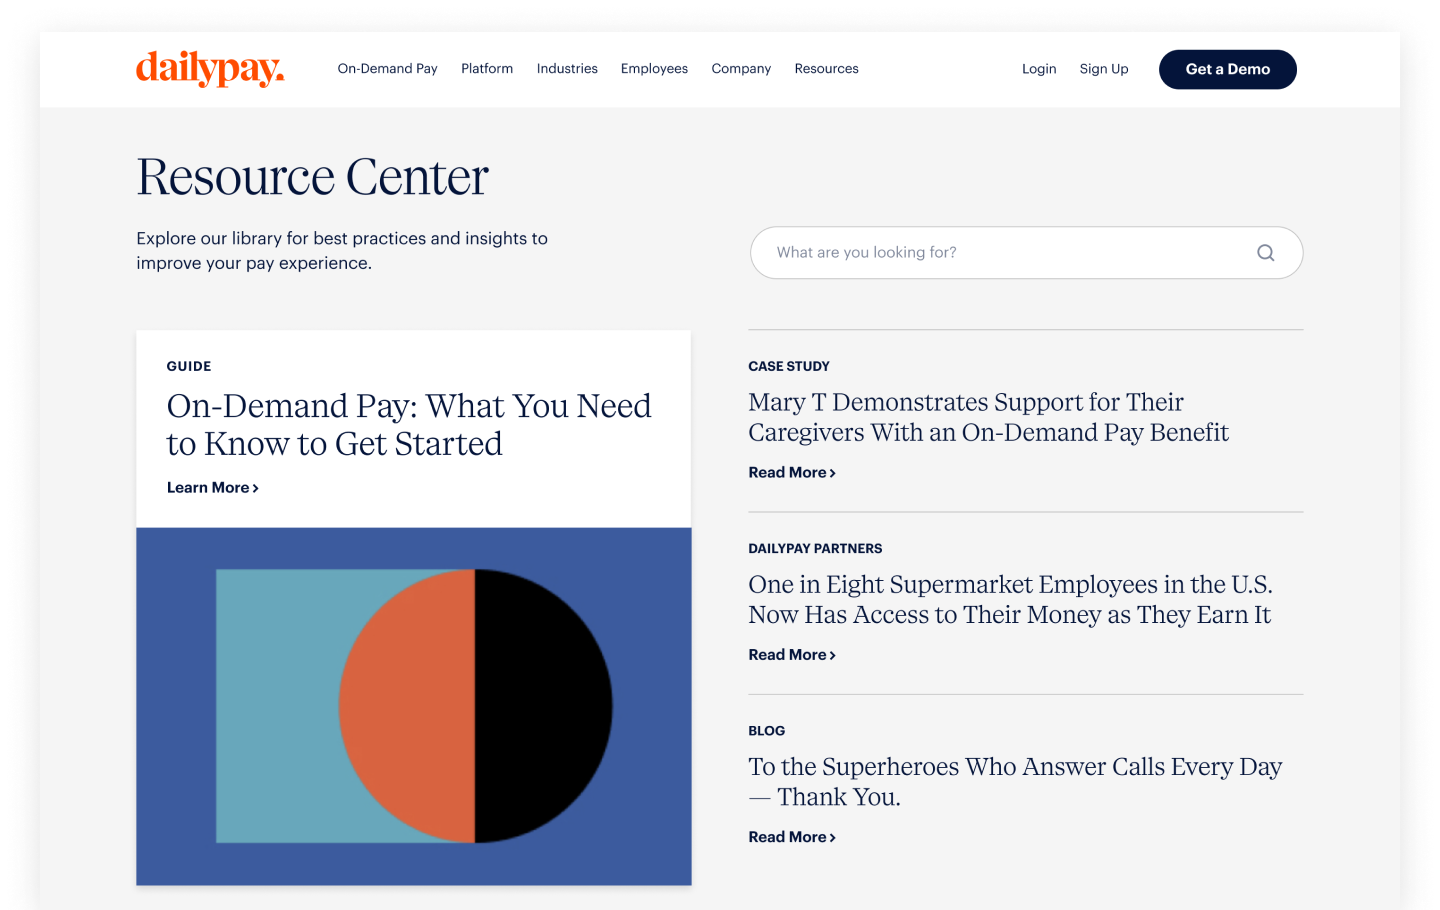 dailypay.
On-Demand Pay Platform Industries Employees Company Resources Login Sign Up Get a Demo
Resource Center
Explore our library for best practices and insights to
improve your pay experience.
What are you looking for?
GUIDE
On-Demand Pay: What You Need
to Know to Get Started
Learn More ›
CASE STUDY
Mary T Demonstrates Support for Their
Caregivers With an On-Demand Pay Benefit
Read More ›
DAILYPAY PARTNERS
One in Eight Supermarket Employees in the U.S.
Now Has Access to Their Money as They Earn It
Read More ›
BLOG
To the Superheroes Who Answer Calls Every Day
— Thank You.
Read More ›